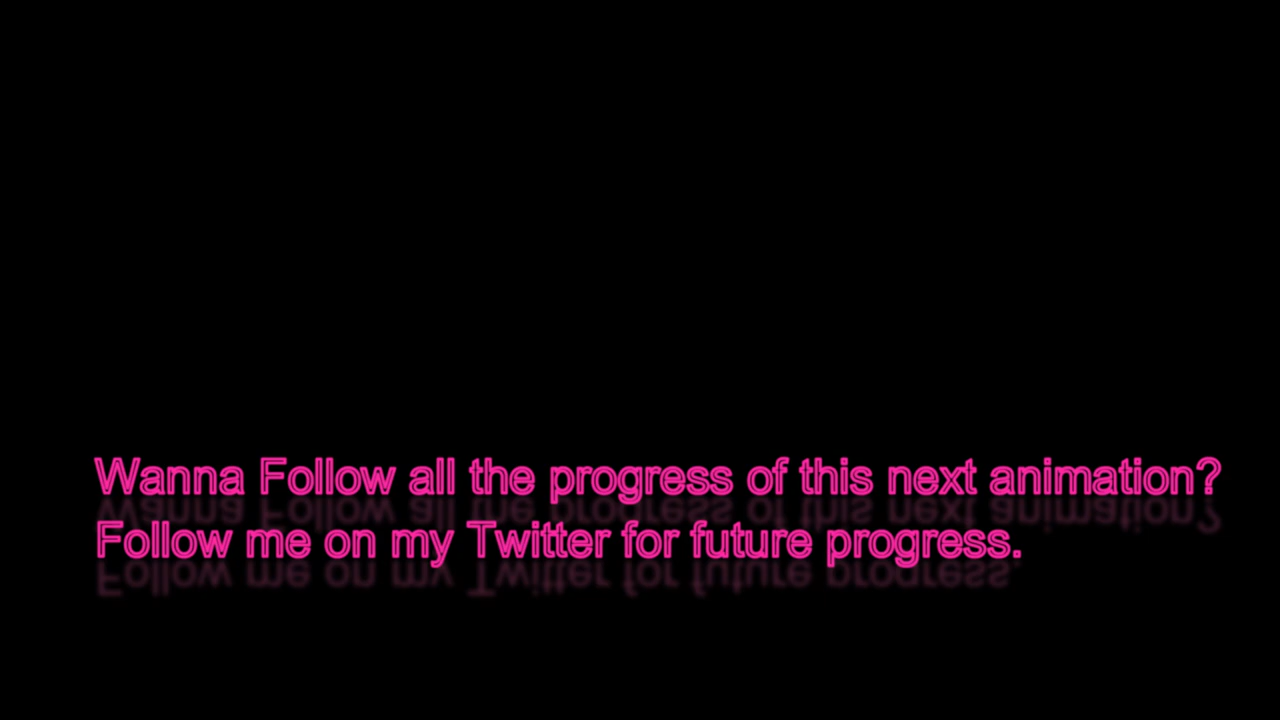 Wanna Follow all the progress of this next animation?
Follow me on my Twitter for future progress.